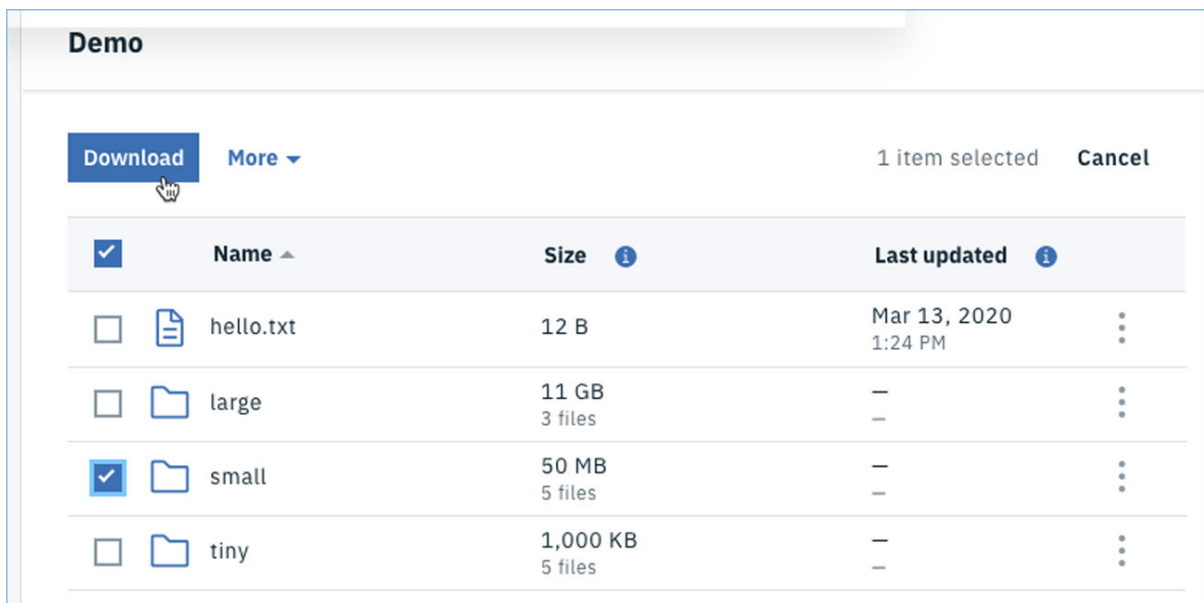 Demo
Download More 1 item selected Cancel
Name Size Last updated
hello.txt 12 B Mar 13, 2020
1:24 PM
large 11 GB —
3 files —
small 50 MB —
5 files —
tiny 1,000 KB —
5 files —